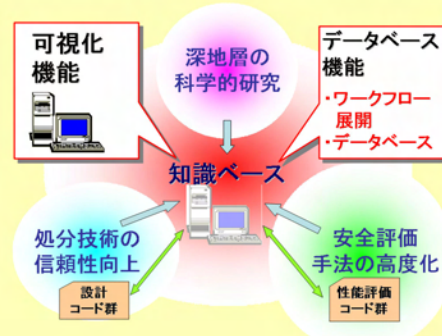 可視化
機能
深地層の
科学的研究
データベース
機能
・ワークフロー
展開
・データベース
知識ベース
処分技術の
信頼性向上
安全評価
手法の高度化
設計
コード群
性能評価
コード群